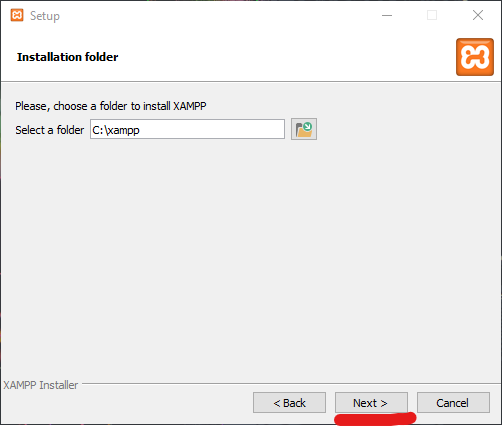 Setup
Installation folder
Please, choose a folder to install XAMPP
Select a folder C:\xampp
XAMPP Installer
< Back Next > Cancel